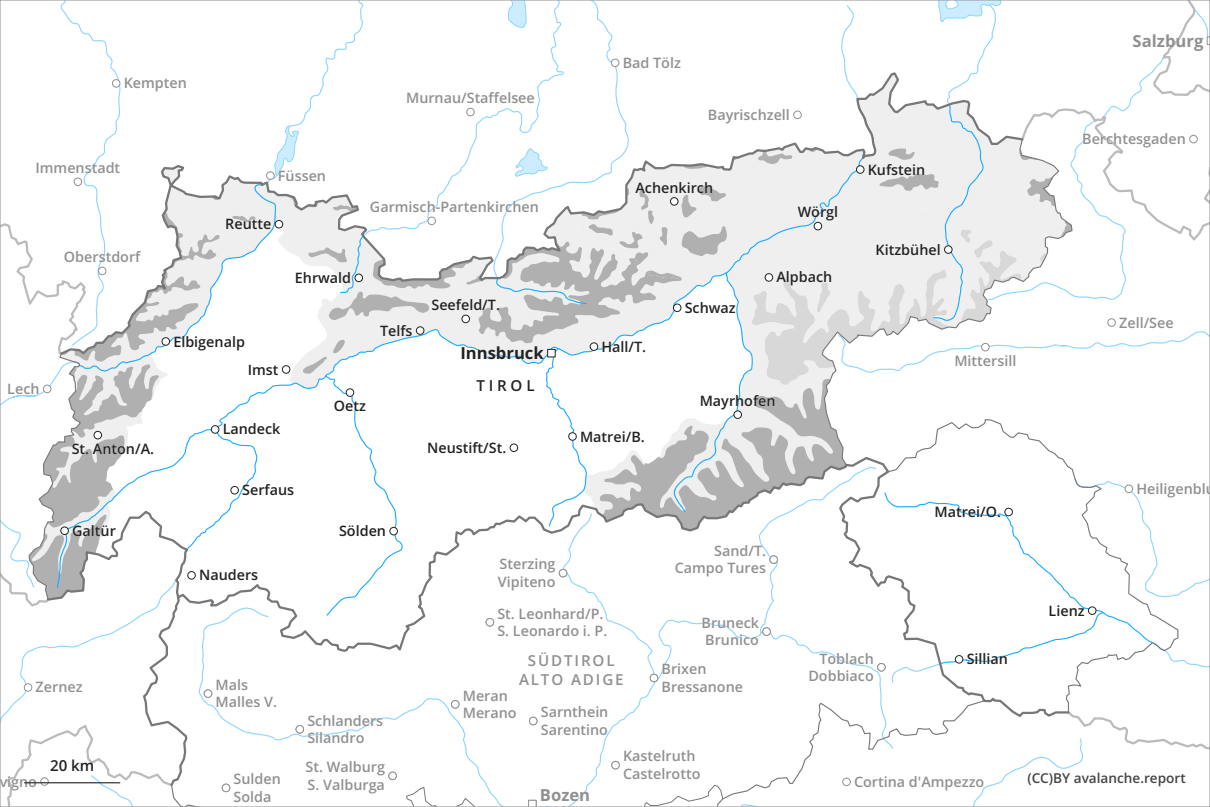 Salzburg
Bad Tölz
Kempten
Murnau/Staffelsee
Bayrischzell
Berchtesgaden
Immenstadt
Füssen
Kufstein
Achenkirch
Garmisch-Partenkirchen
Wörgl
Reutte
Kitzbühel
Oberstdorf
Ehrwald
Alpbach
Seefeld/T.
Schwaz
Telfs
Zell/See
Elbigenalp
Innsbruck
Hall/T.
Mittersill
Imst
TIROL
Lech
Oetz
Mayrhofen
Landeck
Matrei/B.
St. Anton/A.
Neustift/St.
Serfaus
Heiligenblu
Matrei/O.
Galtür
Sölden
Sand/T.
Campo Tures
Sterzing
Vipiteno
Nauders
Lienz
St. Leonhard/P.
S. Leonardo i. P.
Bruneck
Brunico
SÜDTIROL
ALTO ADIGE
Toblach
Dobbiaco
Sillian
Brixen
Bressanone
Zernez
Mals
Malles V.
Meran
Merano
Sarnthein
Sarentino
Schlanders
Silandro
Kastelruth
Castelrotto
20 km
St. Walburg
S. Valburga
vigno
Sulden
Solda
Cortina d'Ampezzo
(CC)BY avalanche.report
Bozen